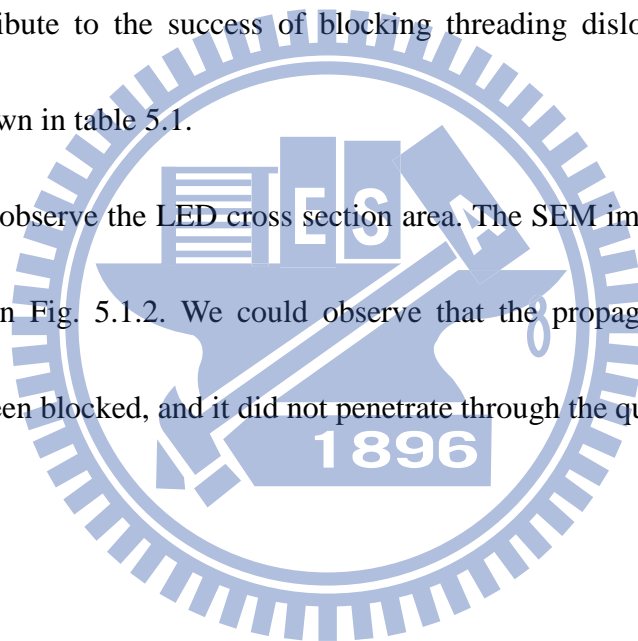 ibute to the success of blocking threading dislo
wn in table 5.1.
observe the LED cross section area. The SEM im
n Fig. 5.1.2. We could observe that the propag
een blocked, and it did not penetrate through the qu
E S A
1896